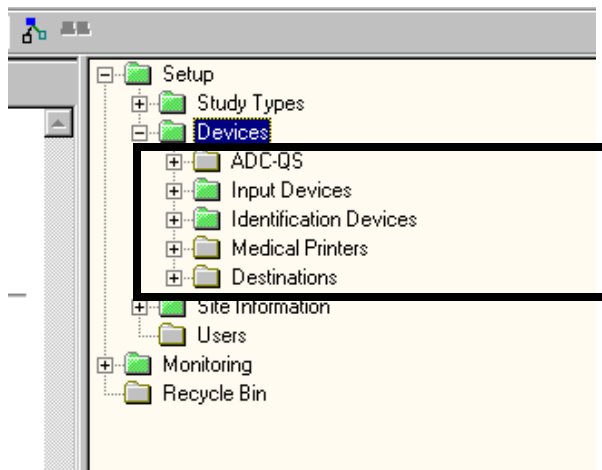 Setup
Study Types
Devices
ADC-QS
Input Devices
Identification Devices
Medical Printers
Destinations
Site Information
Users
Monitoring
Recycle Bin